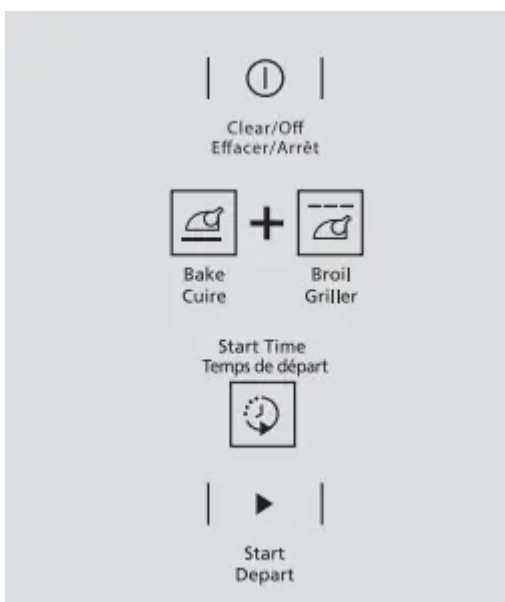 Clear/Off
Effacer/Arrêt
Bake
Cuire
Broil
Griller
Start Time
Temps de départ
Start
Depart